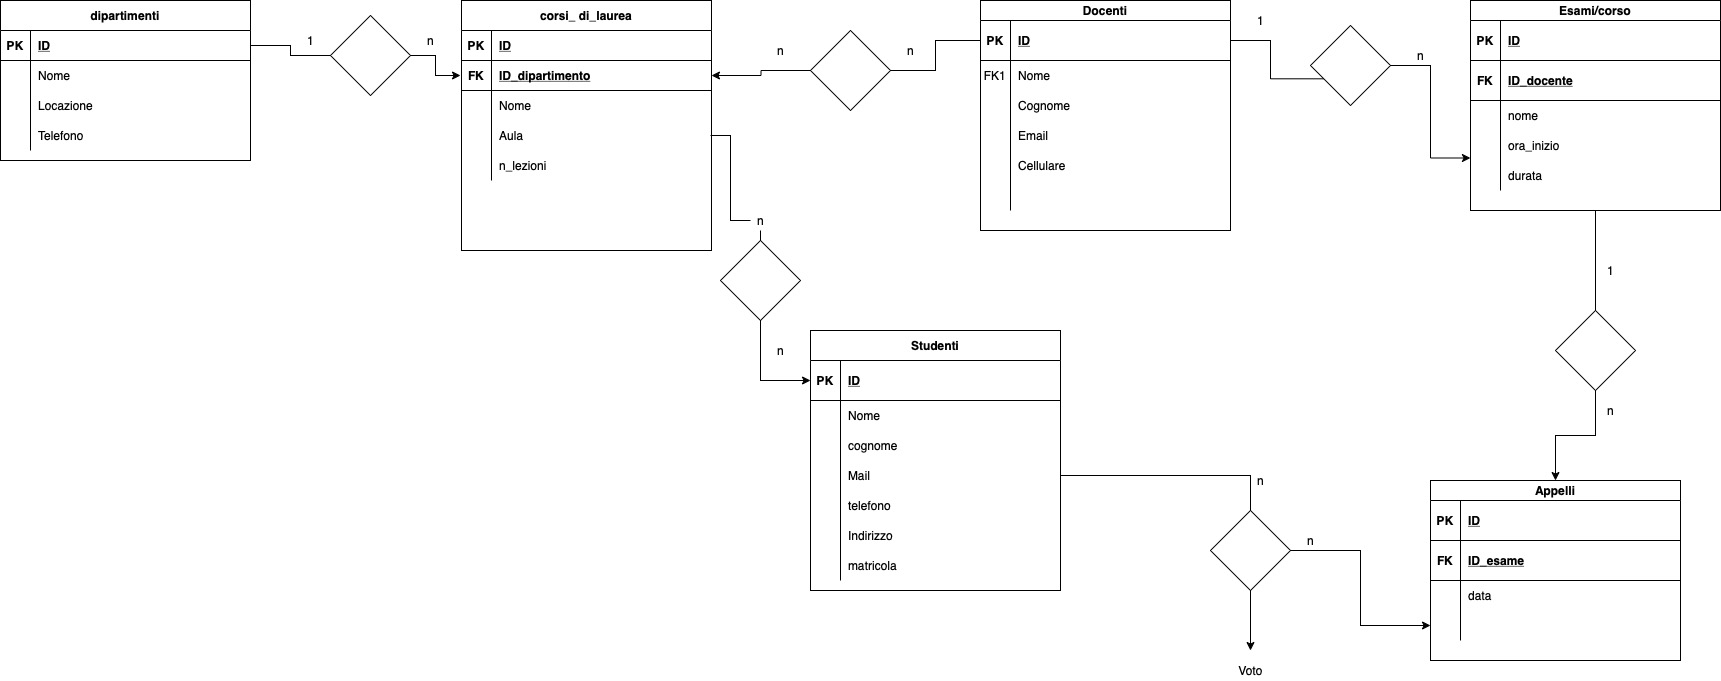 dipartimenti
PK ID
Nome
Locazione
Telefono
1
n
corsi_ di_laurea
PK ID
FK ID_dipartimento
Nome
Aula
n_lezioni
n
n
Docenti
PK ID
FK1 Nome
Cognome
Email
Cellulare
1
n
Esami/corso
PK ID
FK ID_docente
nome
ora_inizio
durata
n
n
1
n
Studenti
PK ID
Nome
cognome
Mail
telefono
Indirizzo
matricola
n
n
Voto
Appelli
PK ID
FK ID_esame
data